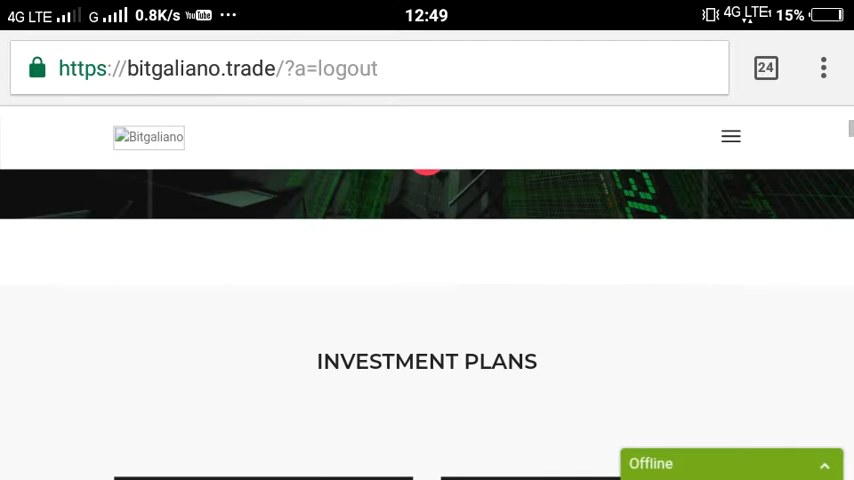 4G LTE G 0.8K/s YouTube ... 12:49 4G LTE 15%
https://bitgaliano.trade/?a=logout 24
Bitgaliano
INVESTMENT PLANS
Offline